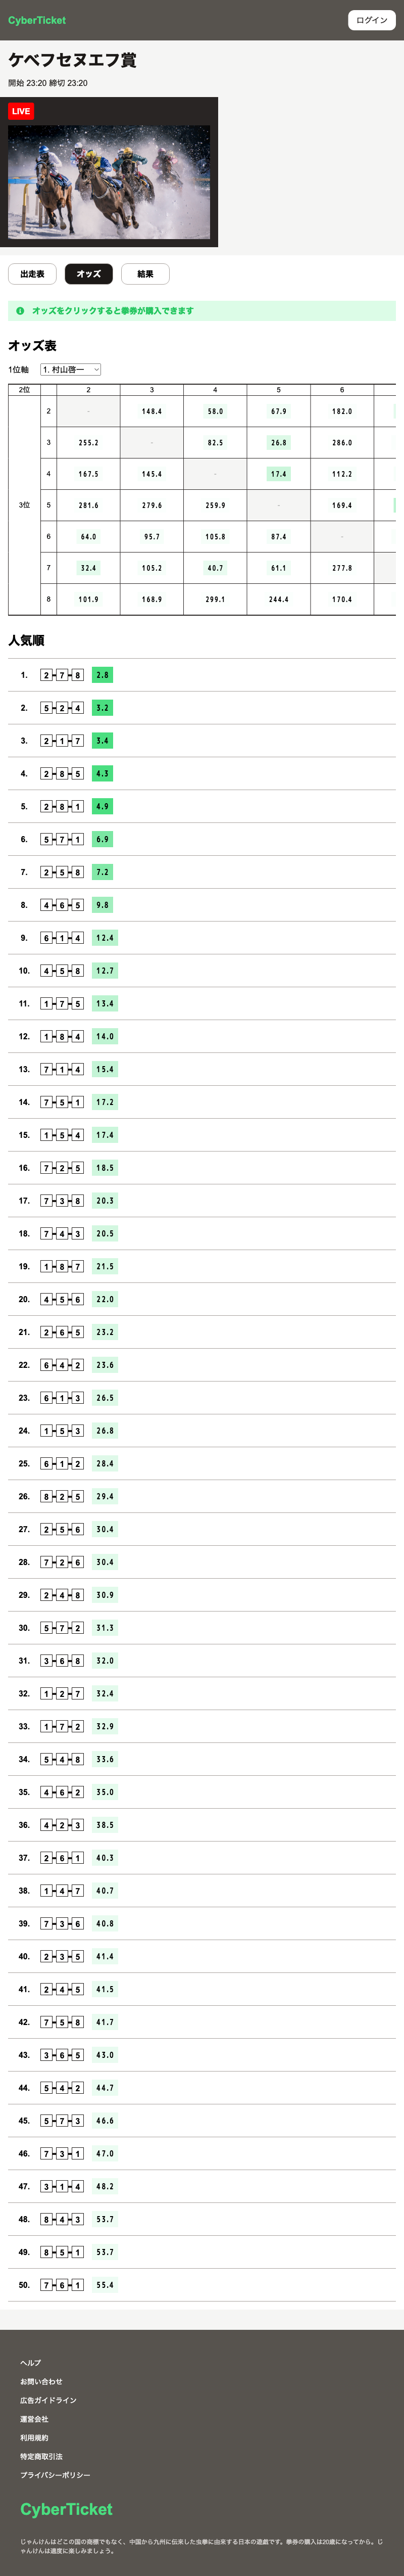 CyberTicket
ログイン
ケベフセヌエフ賞
開始 23:20 締切 23:20
LIVE
出走表 オッズ 結果
オッズをクリックすると拳券が購入できます
オッズ表
1位軸 1. 村山啓一
2位 2 3 4 5 6
3位
2 - 148.4 58.0 67.9 182.0
3 255.2 - 82.5 26.8 286.0
4 167.5 145.4 - 17.4 112.2
5 281.6 279.6 259.9 - 169.4
6 64.0 95.7 105.8 87.4 -
7 32.4 105.2 40.7 61.1 277.8
8 101.9 168.9 299.1 244.4 170.4
人気順
1. 2-7-8 2.8
2. 5-2-4 3.2
3. 2-1-7 3.4
4. 2-8-5 4.3
5. 2-8-1 4.9
6. 5-7-1 6.9
7. 2-5-8 7.2
8. 4-6-5 9.8
9. 6-1-4 12.4
10. 4-5-8 12.7
11. 1-7-5 13.4
12. 1-8-4 14.0
13. 7-1-4 15.4
14. 7-5-1 17.2
15. 1-5-4 17.4
16. 7-2-5 18.5
17. 7-3-8 20.3
18. 7-4-3 20.5
19. 1-8-7 21.5
20. 4-5-6 22.0
21. 2-6-5 23.2
22. 6-4-2 23.6
23. 6-1-3 26.5
24. 1-5-3 26.8
25. 6-1-2 28.4
26. 8-2-5 29.4
27. 2-5-6 30.4
28. 7-2-6 30.4
29. 2-4-8 30.9
30. 5-7-2 31.3
31. 3-6-8 32.0
32. 1-2-7 32.4
33. 1-7-2 32.9
34. 5-4-8 33.6
35. 4-6-2 35.0
36. 4-2-3 38.5
37. 2-6-1 40.3
38. 1-4-7 40.7
39. 7-3-6 40.8
40. 2-3-5 41.4
41. 2-4-5 41.5
42. 7-5-8 41.7
43. 3-6-5 43.0
44. 5-4-2 44.7
45. 5-7-3 46.6
46. 7-3-1 47.0
47. 3-1-4 48.2
48. 8-4-3 53.7
49. 8-5-1 53.7
50. 7-6-1 55.4
ヘルプ
お問い合わせ
広告ガイドライン
運営会社
利用規約
特定商取引法
プライバシーポリシー
CyberTicket
じゃんけんはどこの国の商標でもなく、中国から九州に伝来した虫拳に由来する日本の遊戯です。拳券の購入は20歳になってから。じ
ゃんけんは適度に楽しみましょう。